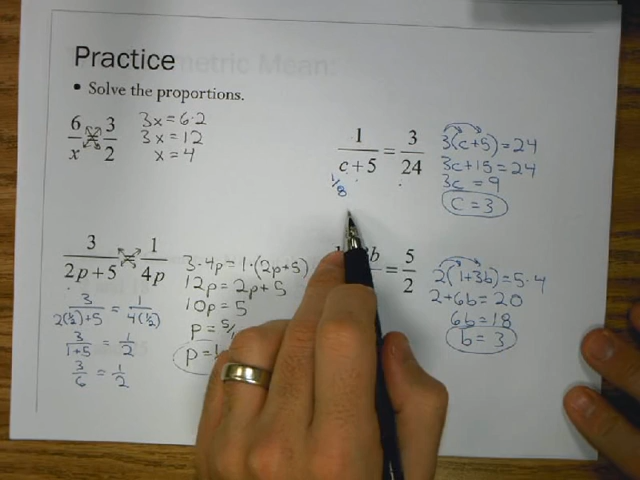 Practice
• Solve the proportions.
6/x = 3/2
3x = 6·2
3x = 12
x = 4
1/(c + 5) = 3/24
1/8
3(c+5) = 24
3c + 15 = 24
3c = 9
c = 3
3/(2p + 5) = 1/(4p)
3·4p = 1·(2p+5)
12p = 2p + 5
10p = 5
p = 5/
p = 1
3/(2(1/2)+5) = 1/(4(1/2))
3/(1+5) = 1/2
3/6 = 1/2
b = 5/2
2(1+3b) = 5·4
2+6b = 20
6b = 18
b = 3